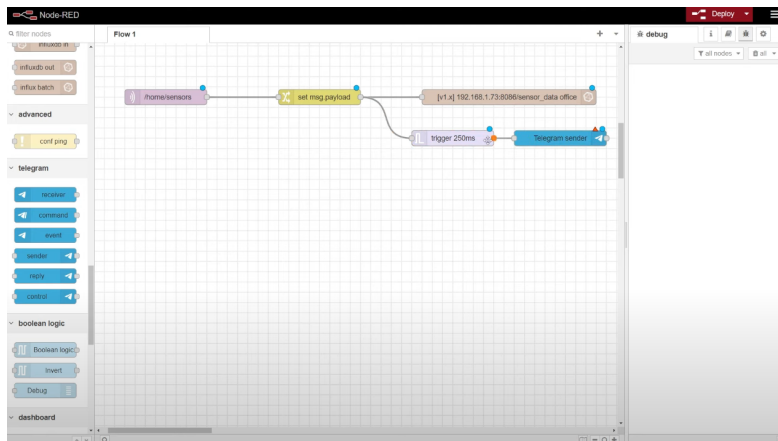 Node-RED
Deploy
filter nodes
Flow 1
debug
i
all nodes
all
influxdb in
influxdb out
influx batch
advanced
conf ping
telegram
receiver
command
event
sender
reply
control
boolean logic
Boolean logic
Invert
Debug
dashboard
/home/sensors
set msg.payload
[v1.x] 192.168.1.73:8086/sensor_data office
trigger 250ms
Telegram sender